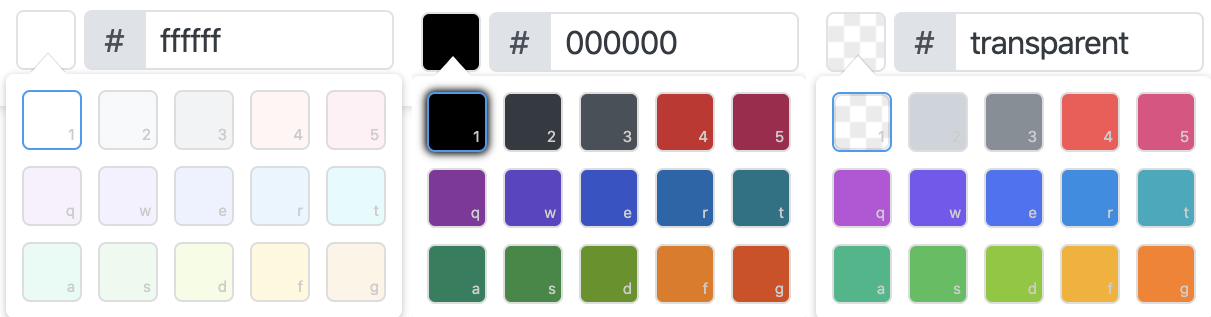 # ffffff
1 2 3 4 5
q w e r t
a s d f g
# 000000
1 2 3 4 5
q w e r t
a s d f g
# transparent
1 2 3 4 5
q w e r t
a s d f g